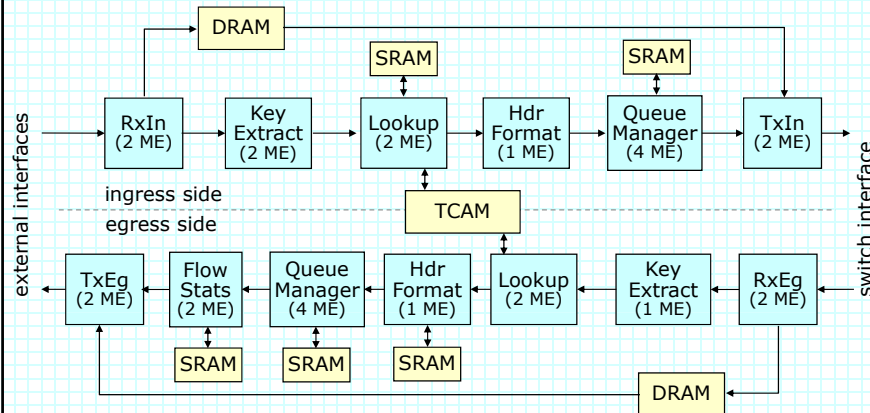 DRAM
SRAM
SRAM
RxIn
(2 ME)
Key
Extract
(2 ME)
Lookup
(2 ME)
Hdr
Format
(1 ME)
Queue
Manager
(4 ME)
TxIn
(2 ME)
external interfaces
switch interface
ingress side
egress side
TCAM
TxEg
(2 ME)
Flow
Stats
(2 ME)
Queue
Manager
(4 ME)
Hdr
Format
(1 ME)
Lookup
(2 ME)
Key
Extract
(1 ME)
RxEg
(2 ME)
SRAM
SRAM
SRAM
DRAM